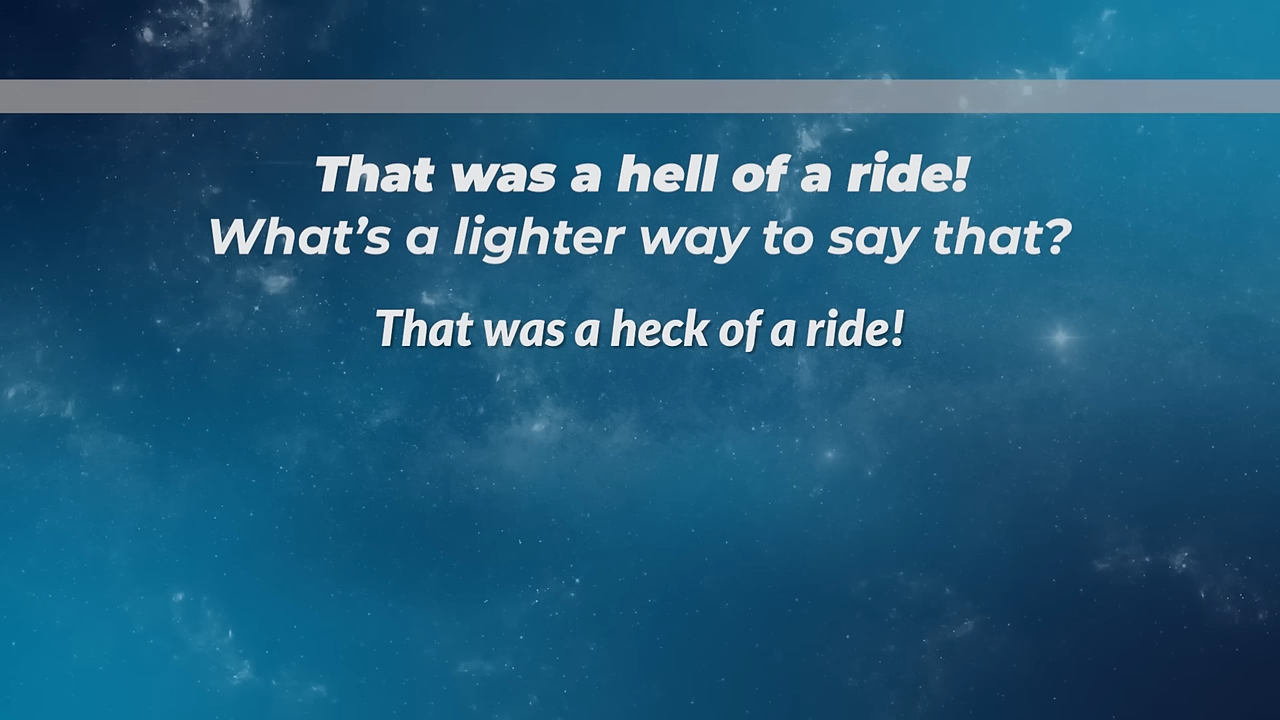 That was a hell of a ride!
What’s a lighter way to say that?
That was a heck of a ride!